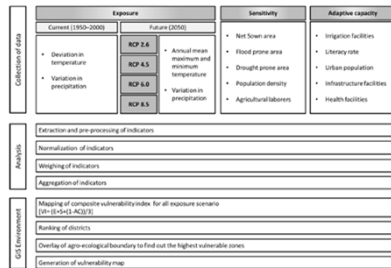 Exposure
Sensitivity
Adaptive capacity
Collection of data
Current (1950–2000)
Future (2050)
• Deviation in
temperature
• Variation in
precipitation
RCP 2.6
RCP 4.5
RCP 6.0
RCP 8.5
• Annual mean
maximum and
minimum
temperature
• Variation in
precipitation
• Net Sown area
• Flood prone area
• Drought prone area
• Population density
• Agricultural laborers
• Irrigation facilities
• Literacy rate
• Urban population
• Infrastructure facilities
• Health facilities
Analysis
Extraction and pre-processing of indicators
Normalization of indicators
Weighing of indicators
Aggregation of indicators
GIS Environment
Mapping of composite vulnerability index for all exposure scenario
[VI=(E+S+(1-AC))/3]
Ranking of districts
Overlay of agro-ecological boundary to find out the highest vulnerable zones
Generation of vulnerability map